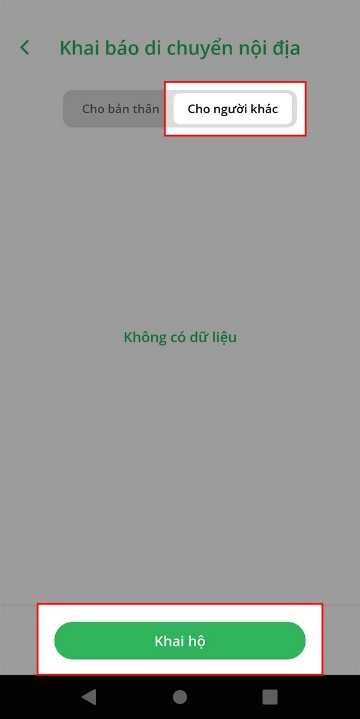 Khai báo di chuyển nội địa
Cho bản thân
Cho người khác
Không có dữ liệu
Khai hộ